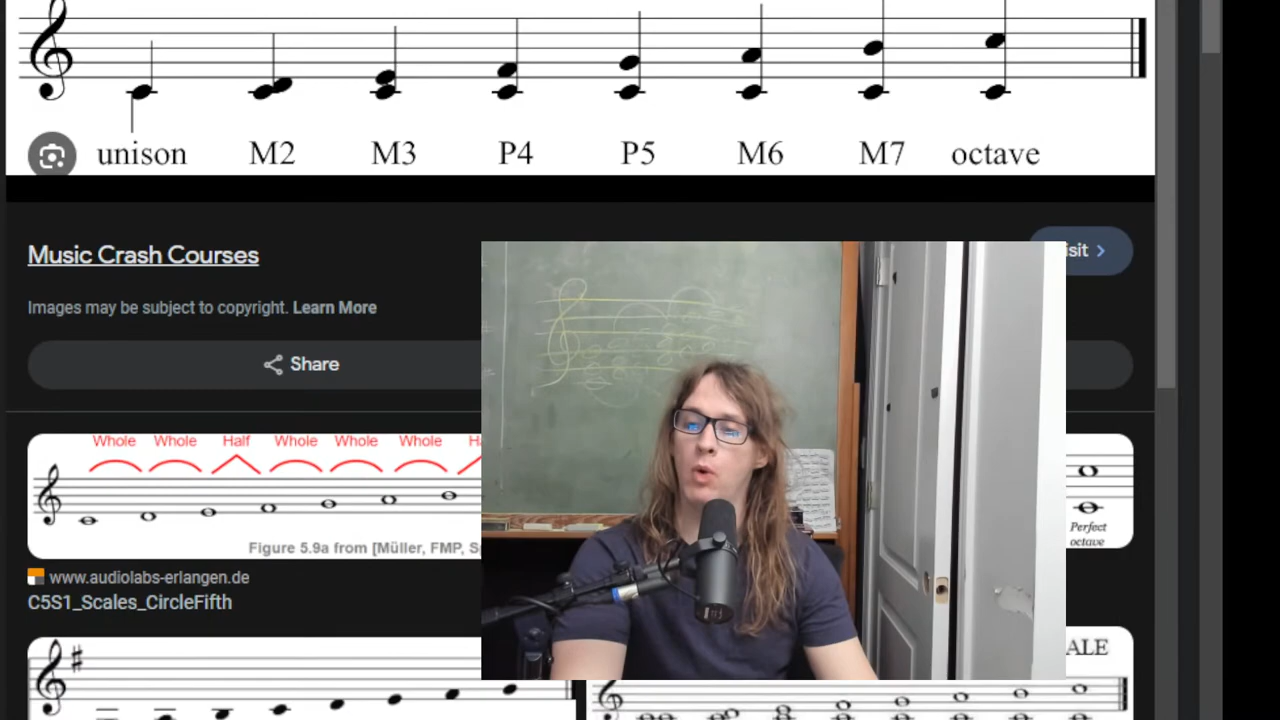 unison M2 M3 P4 P5 M6 M7 octave
Music Crash Courses
isit >
Images may be subject to copyright. Learn More
Share
Whole Whole Half Whole Whole Whole Ha
Figure 5.9a from [Müller, FMP, S
Perfect
octave
www.audiolabs-erlangen.de
C5S1_Scales_CircleFifth
ALE